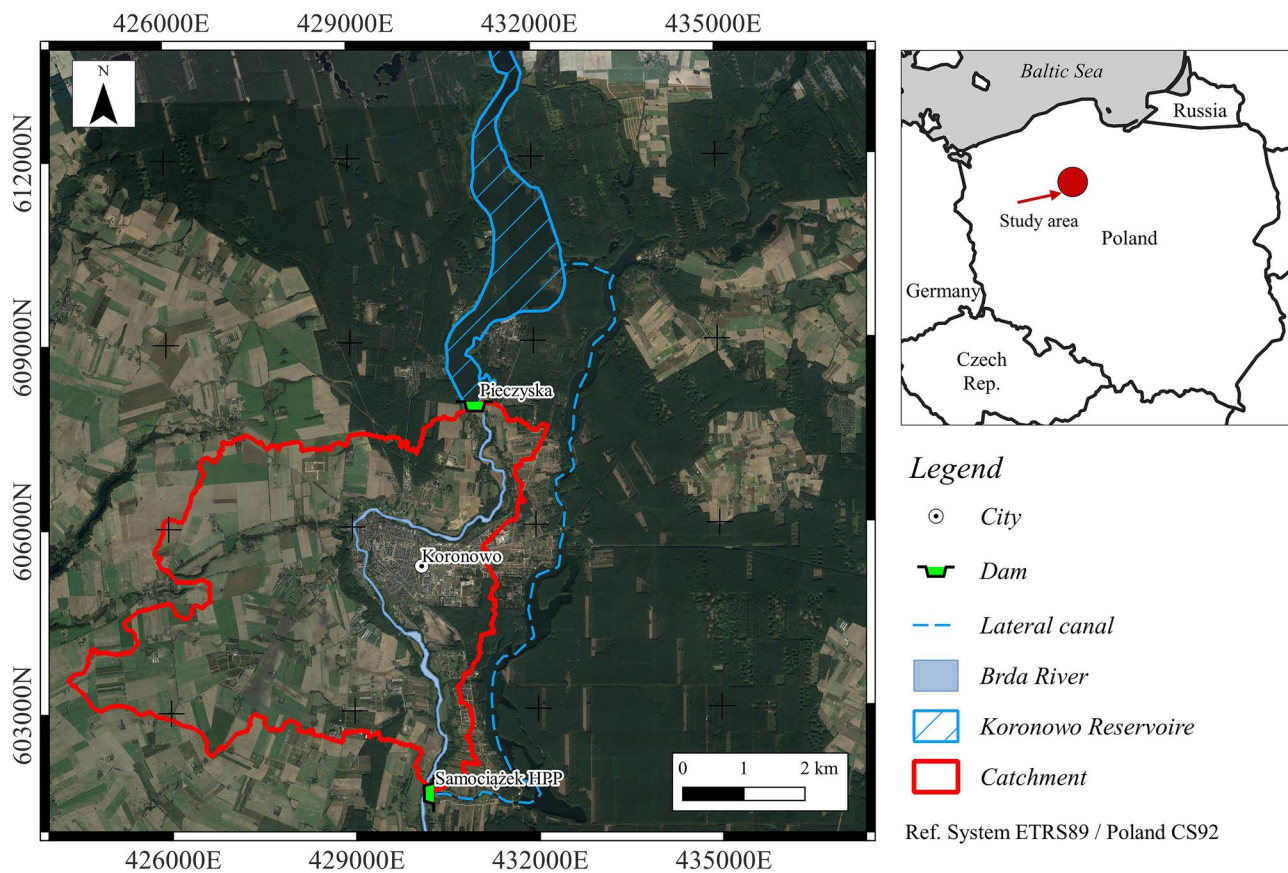 426000E 429000E 432000E 435000E
N
612000N
609000N
606000N
603000N
Pieczyska
Koronowo
Samociążek HPP
0 1 2 km
426000E 429000E 432000E 435000E
Baltic Sea
Russia
Study area
Poland
Germany
Czech
Rep.
Legend
City
Dam
Lateral canal
Brda River
Koronowo Reservoire
Catchment
Ref. System ETRS89 / Poland CS92